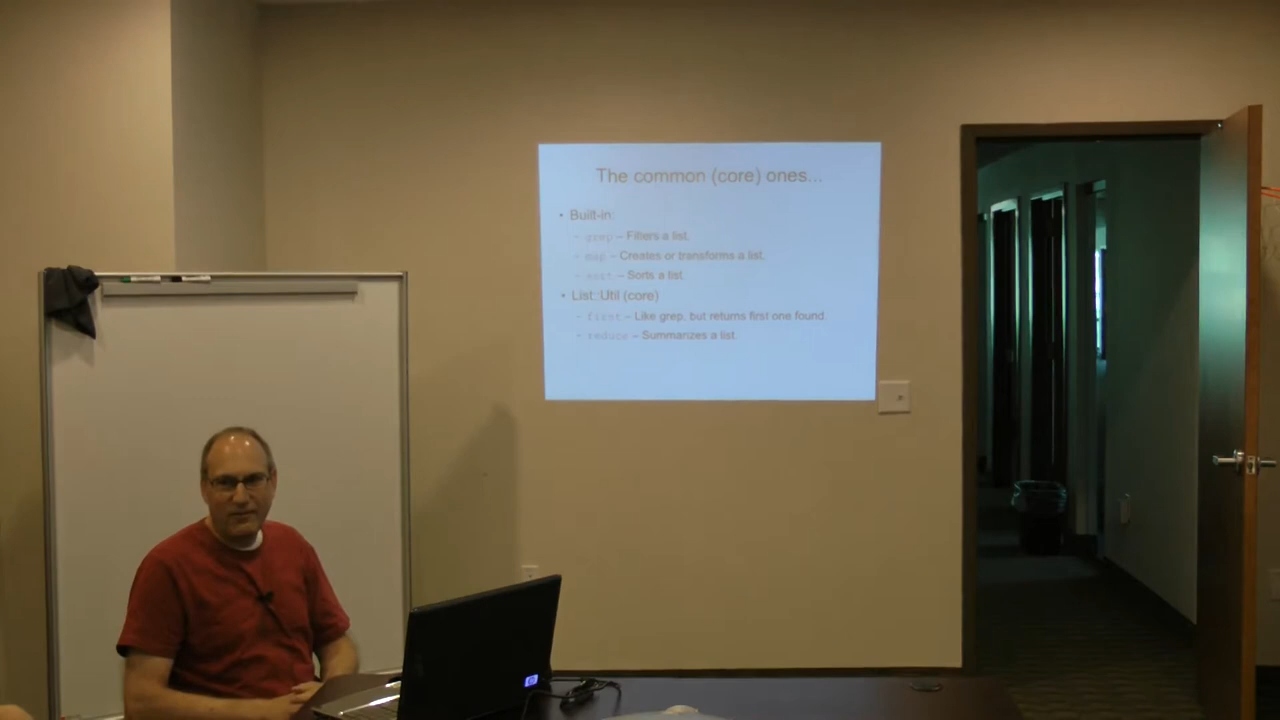 The common (core) ones...
• Built-in:
– grep – Filters a list.
– map – Creates or transforms a list.
– sort – Sorts a list.
• List::Util (core)
– first – Like grep, but returns first one found.
– reduce – Summarizes a list.
hp